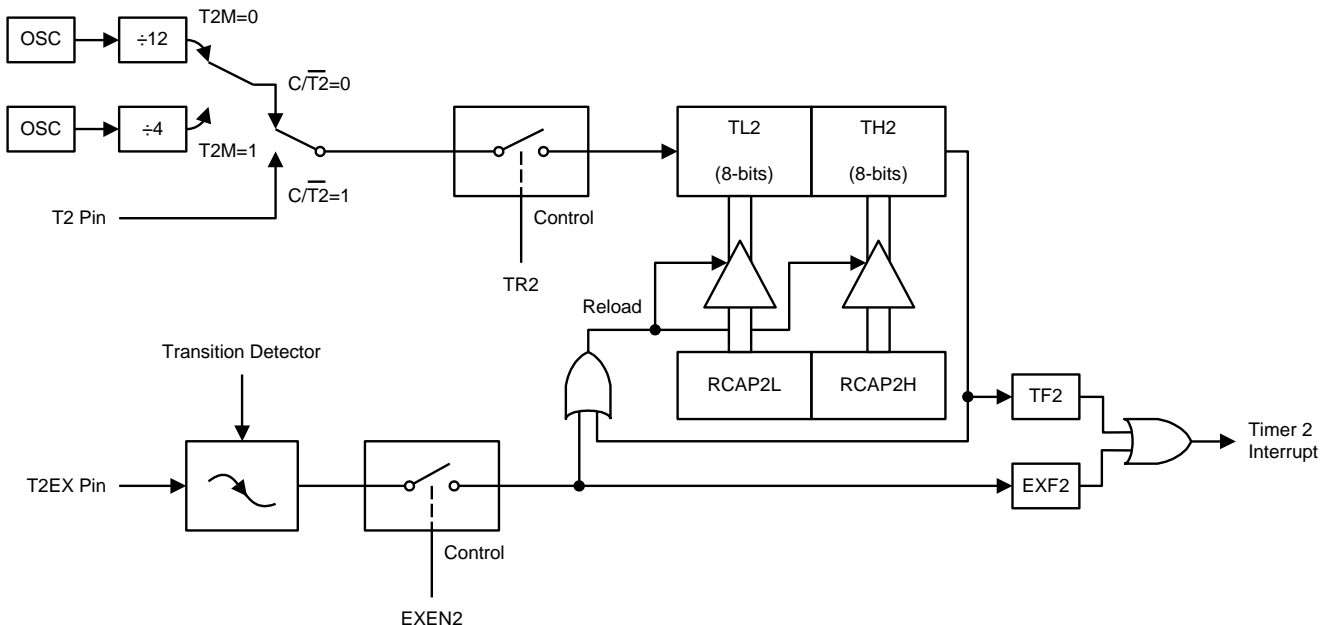 T2M=0
OSC
÷12
C/T2=0
OSC
÷4
T2M=1
C/T2=1
T2 Pin
Control
TR2
TL2
(8-bits)
TH2
(8-bits)
Reload
RCAP2L
RCAP2H
Transition Detector
T2EX Pin
Control
EXEN2
TF2
EXF2
Timer 2
Interrupt